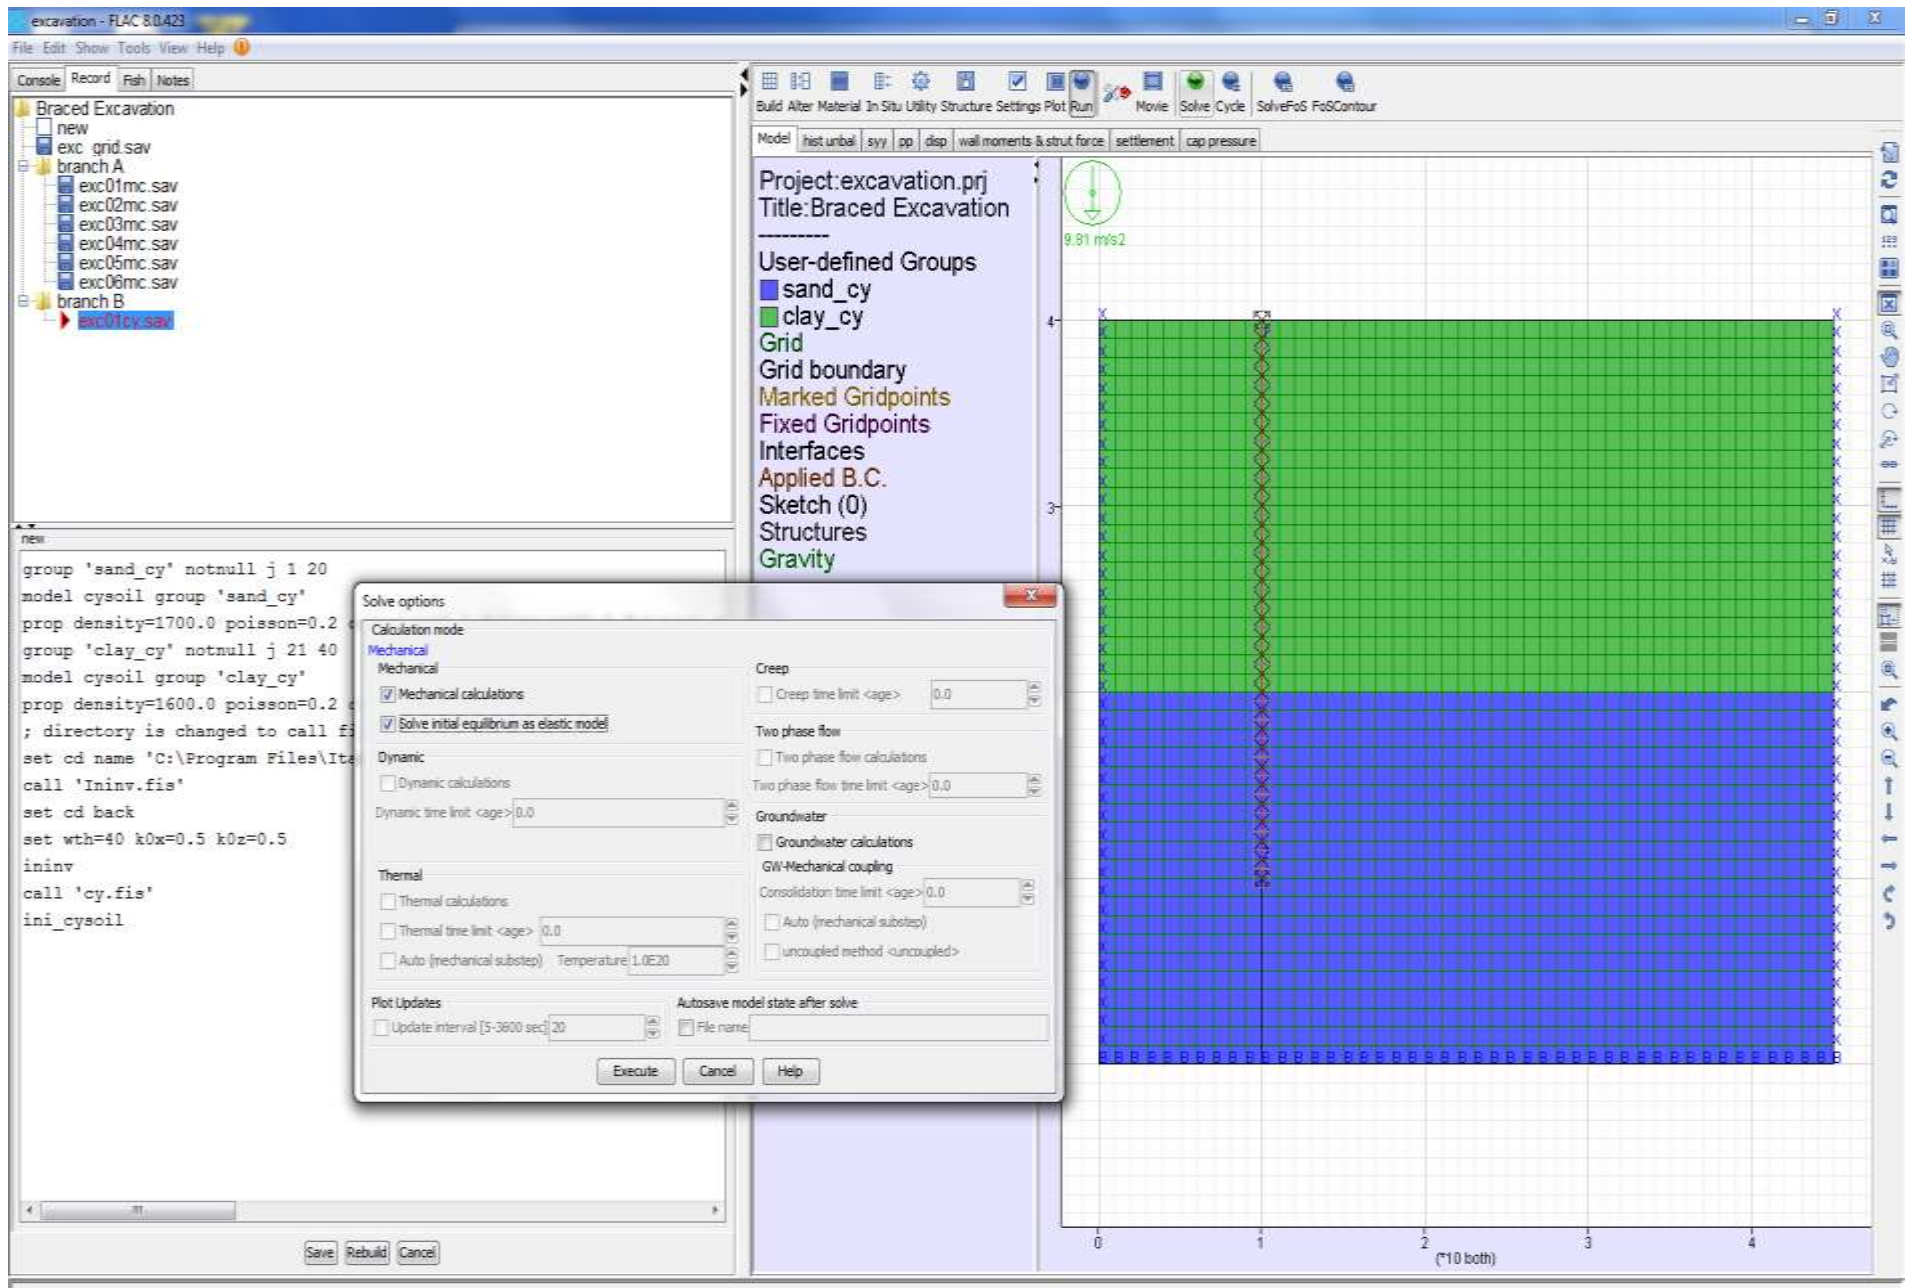 excavation - FLAC 8.0.423
File Edit Show Tools View Help
Console Record Fish Notes
Braced Excavation
new
exc_grid.sav
branch A
exc01mc.sav
exc02mc.sav
exc03mc.sav
exc04mc.sav
exc05mc.sav
exc06mc.sav
branch B
exc01cy.sav
new
group 'sand_cy' notnull j 1 20
model cysoil group 'sand_cy'
prop density=1700.0 poisson=0.2
group 'clay_cy' notnull j 21 40
model cysoil group 'clay_cy'
prop density=1600.0 poisson=0.2
; directory is changed to call
set cd name 'C:\Program Files\Ita
call 'Ininv.fis'
set cd back
set wth=40 k0x=0.5 k0z=0.5
ininv
call 'cy.fis'
ini_cysoil
Save Rebuild Cancel
Build Alter Material In Situ Utility Structure Settings Plot Run Movie Solve Cycle SolveFoS FoSContour
Model hist unbal syy pp disp wall moments & strut force settlement cap pressure
Project:excavation.prj
Title:Braced Excavation
----------
User-defined Groups
sand_cy
clay_cy
Grid
Grid boundary
Marked Gridpoints
Fixed Gridpoints
Interfaces
Applied B.C.
Sketch (0)
Structures
Gravity
9.81 m/s2
4
3
0 1 2 3 4
(*10 both)
Solve options
Calculation mode
Mechanical
Mechanical
Mechanical calculations
Solve initial equilibrium as elastic model
Dynamic
Dynamic calculations
Dynamic time limit <age> 0.0
Thermal
Thermal calculations
Thermal time limit <age> 0.0
Auto (mechanical substep) Temperature 1.0E20
Creep
Creep time limit <age> 0.0
Two phase flow
Two phase flow calculations
Two phase flow time limit <age> 0.0
Groundwater
Groundwater calculations
GW-Mechanical coupling
Consolidation time limit <age> 0.0
Auto (mechanical substep)
uncoupled method <uncoupled>
Plot Updates
Update interval [5-3600 sec] 20
Autosave model state after solve
File name
Execute Cancel Help